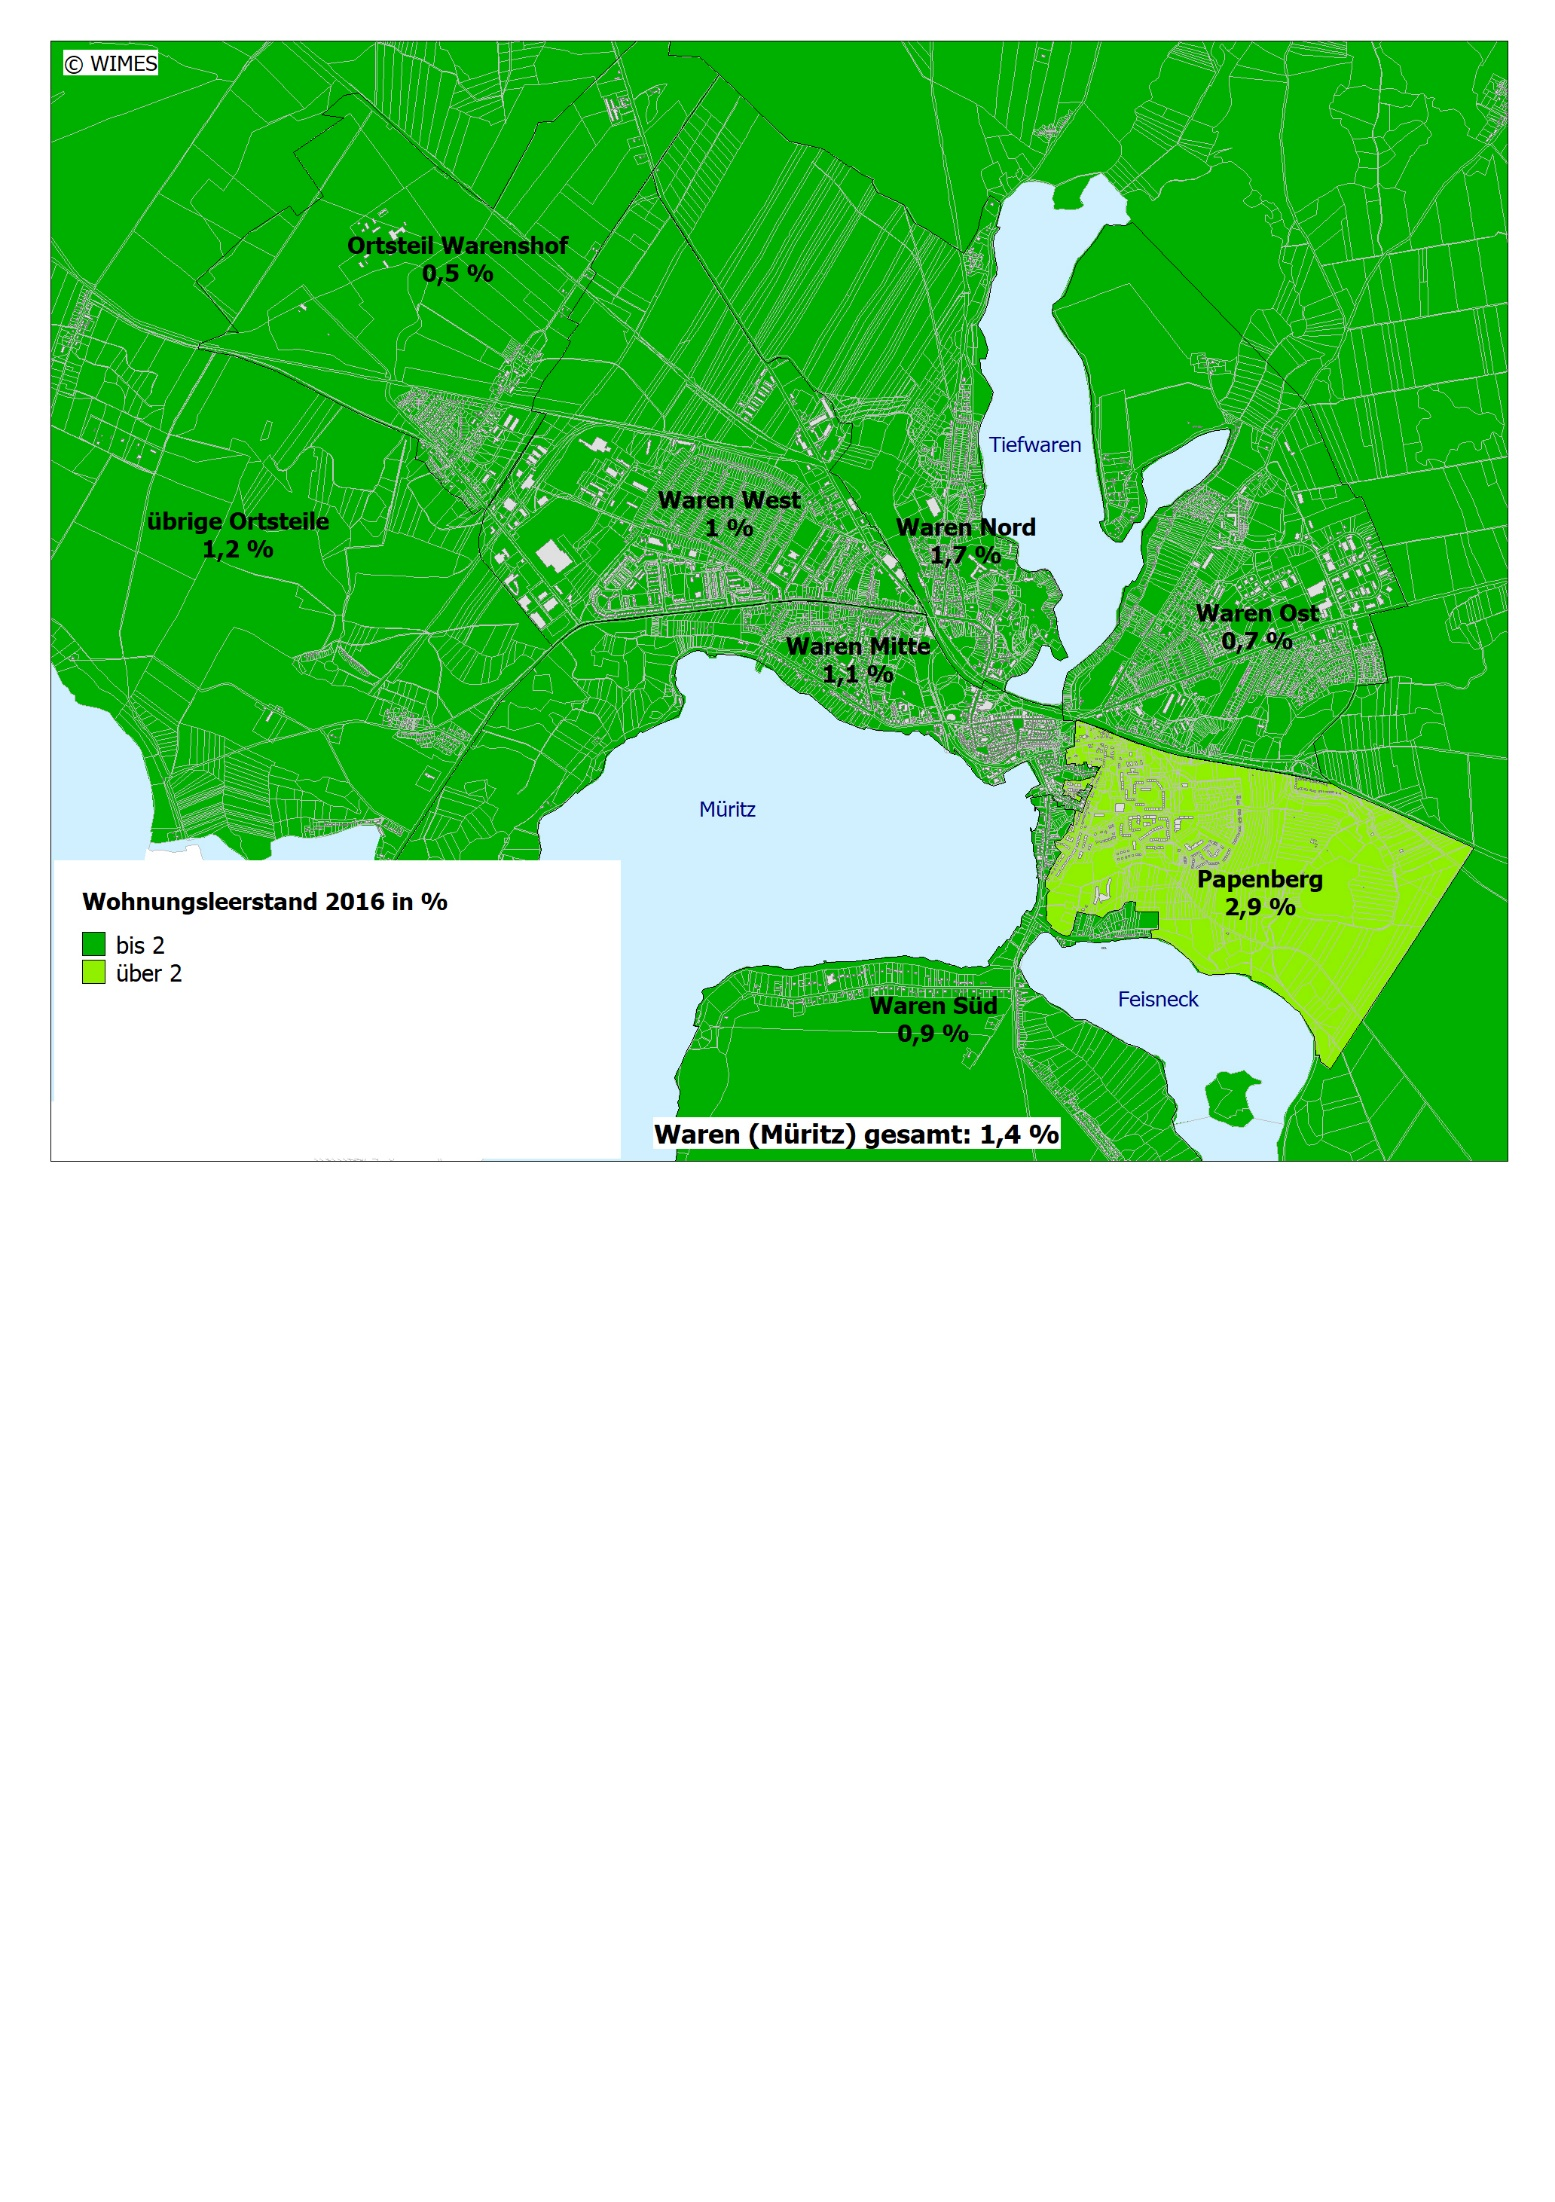 © WIMES
Ortsteil Warenshof
0,5 %
Tiefwaren
Waren West
1 %
übrige Ortsteile
1,2 %
Waren Nord
1,7 %
Waren Ost
0,7 %
Waren Mitte
1,1 %
Müritz
Papenberg
2,9 %
Wohnungsleerstand 2016 in %
bis 2
über 2
Feisneck
Waren Süd
0,9 %
Waren (Müritz) gesamt: 1,4 %